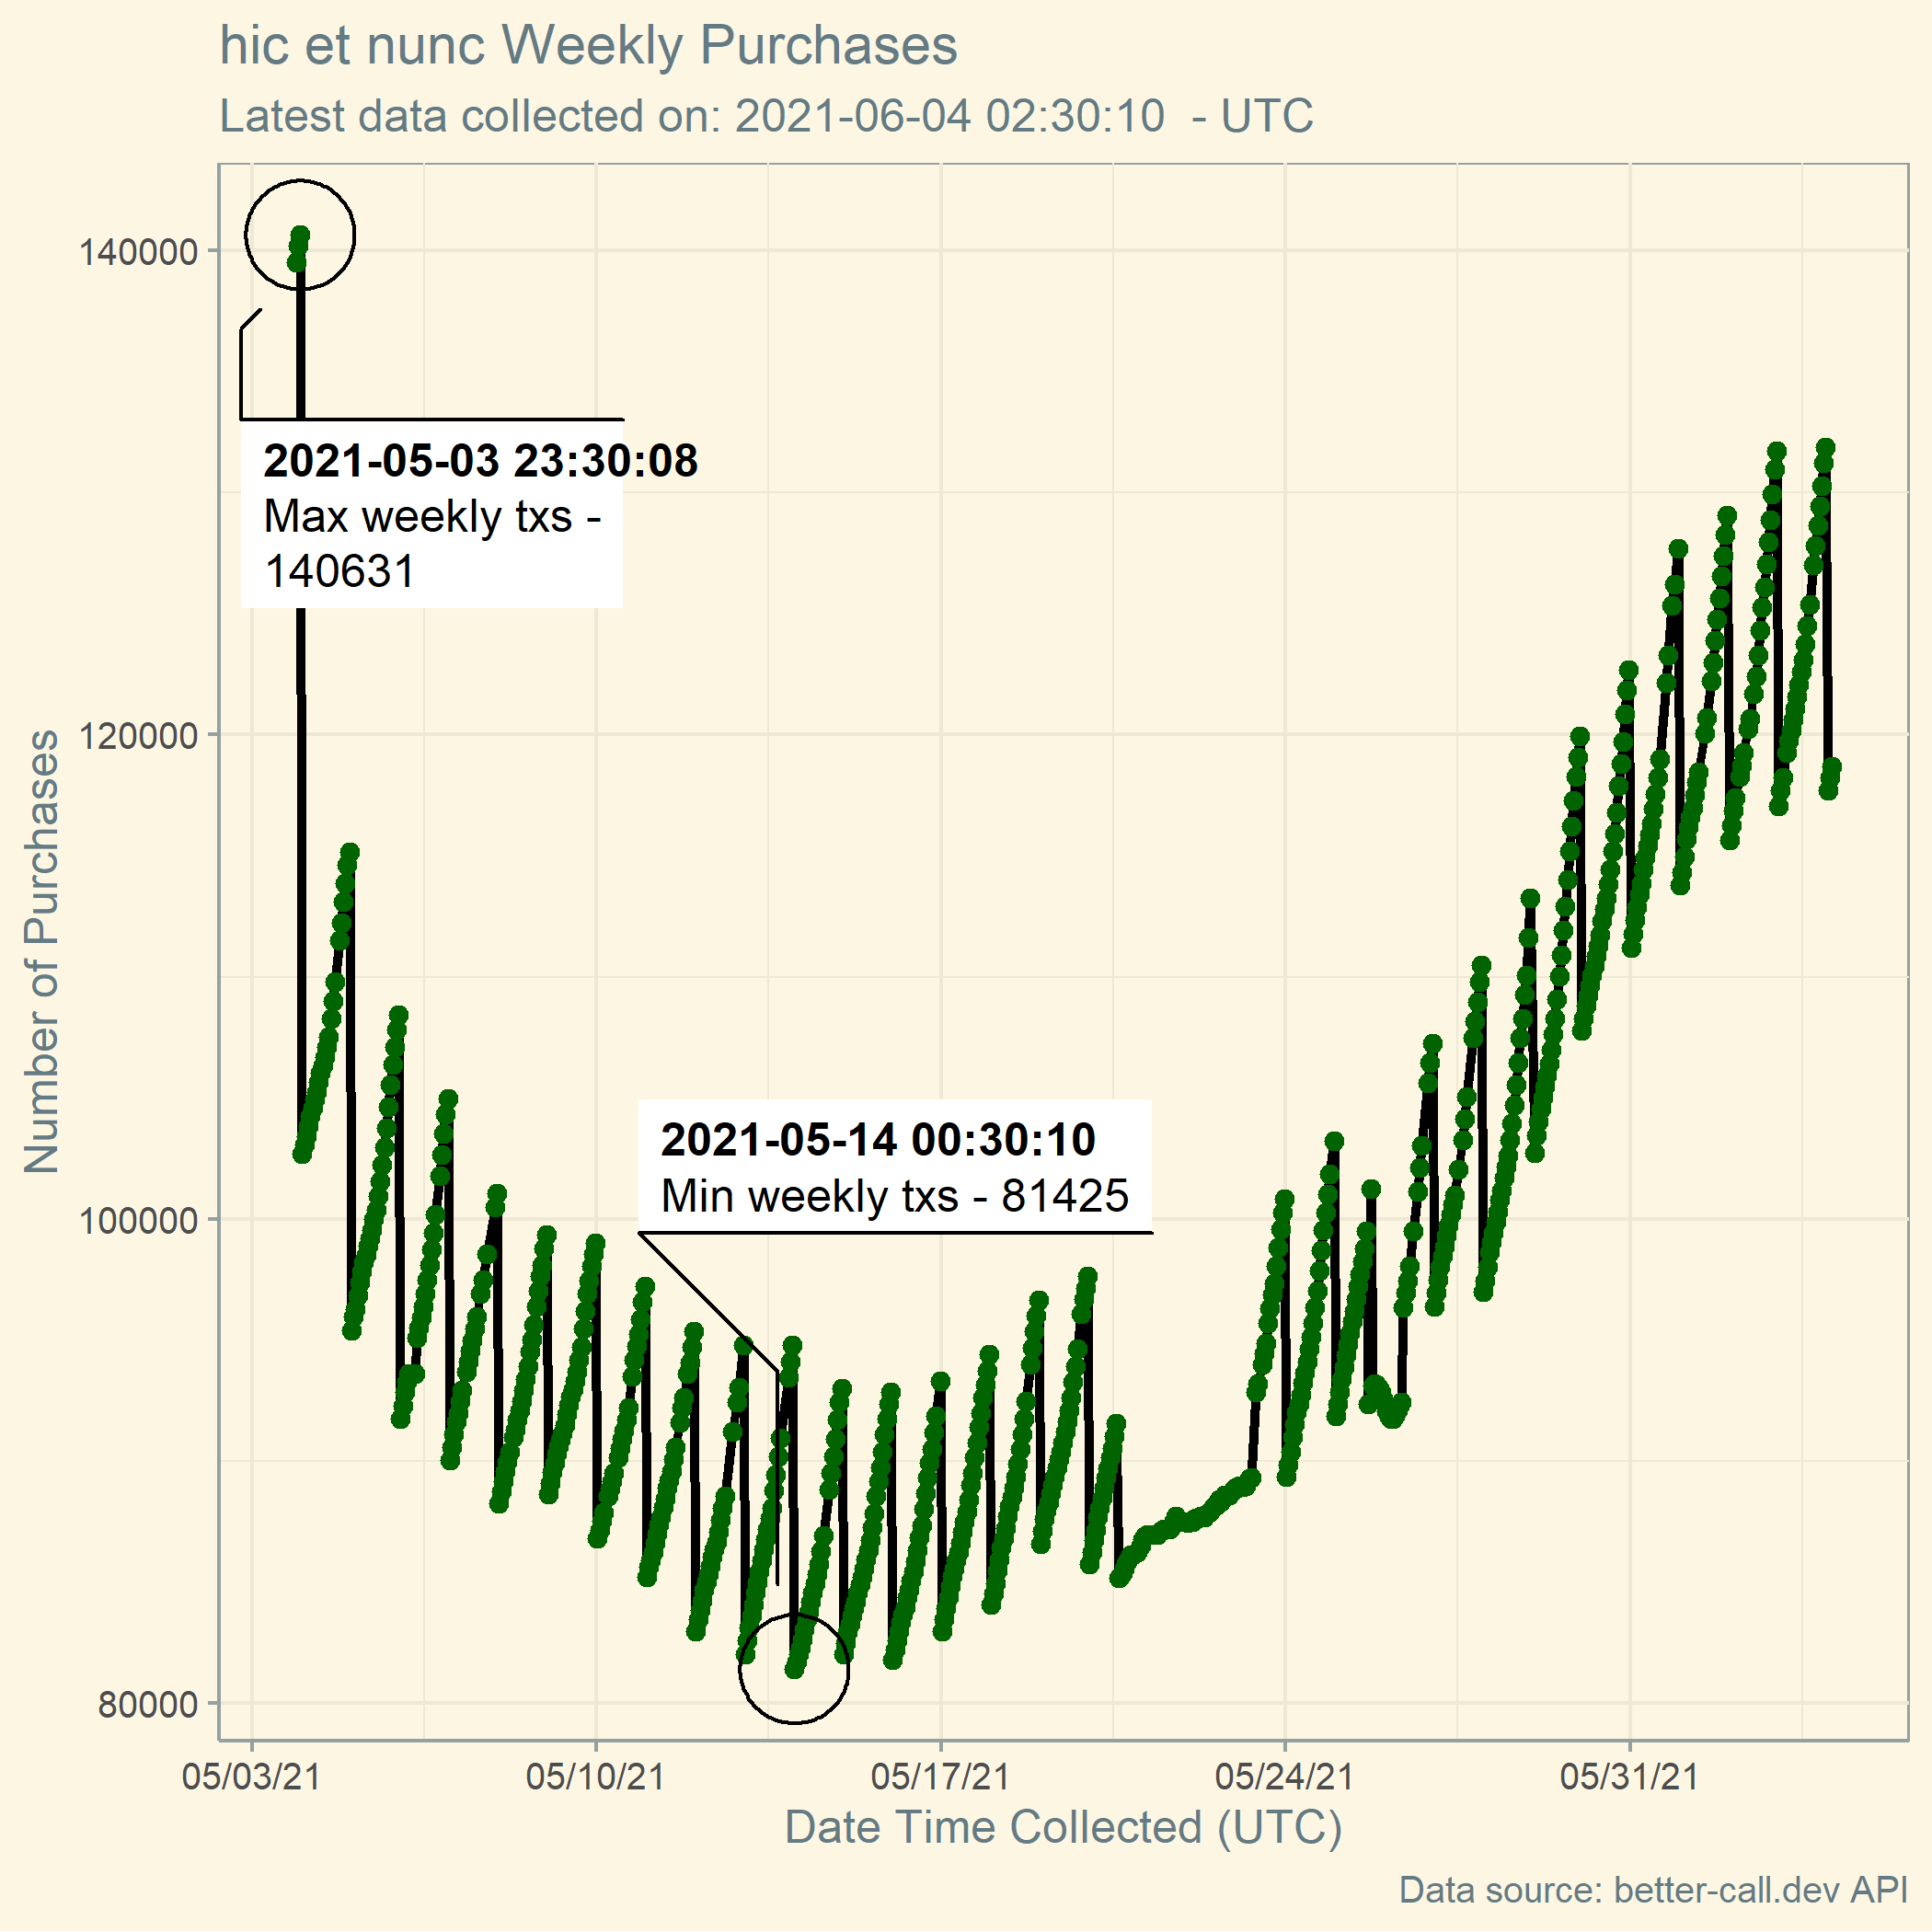 hic et nunc Weekly Purchases
Latest data collected on: 2021-06-04 02:30:10  - UTC
140000
2021-05-03 23:30:08
Max weekly txs -
140631
120000
Number of Purchases
2021-05-14 00:30:10
Min weekly txs - 81425
100000
80000
05/03/21 05/10/21 05/17/21 05/24/21 05/31/21
Date Time Collected (UTC)
Data source: better-call.dev API